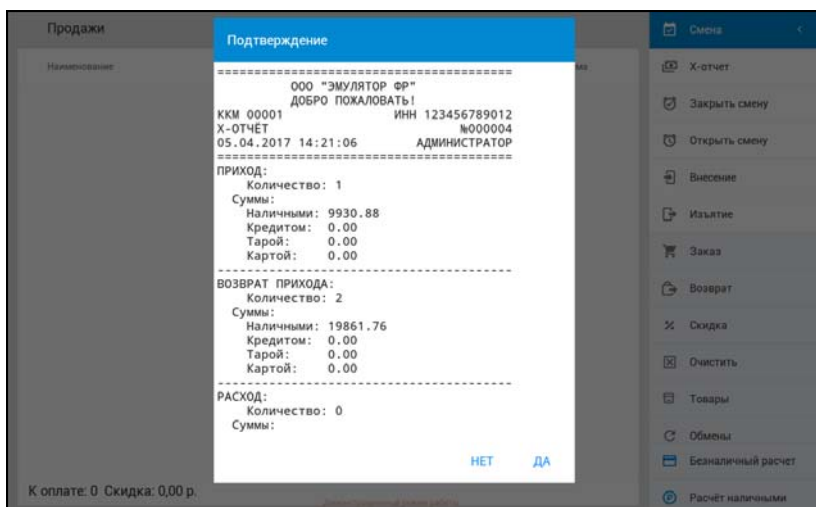 Продажи
Наименование
Подтверждение
========================================
ООО "ЭМУЛЯТОР ФР"
ДОБРО ПОЖАЛОВАТЬ!
ККМ 00001 ИНН 123456789012
Х-ОТЧЁТ №000004
05.04.2017 14:21:06 АДМИНИСТРАТОР
========================================
ПРИХОД:
Количество: 1
Суммы:
Наличными: 9930.88
Кредитом: 0.00
Тарой: 0.00
Картой: 0.00
----------------------------------------
ВОЗВРАТ ПРИХОДА:
Количество: 2
Суммы:
Наличными: 19861.76
Кредитом: 0.00
Тарой: 0.00
Картой: 0.00
----------------------------------------
РАСХОД:
Количество: 0
Суммы:
НЕТ ДА
К оплате: 0 Скидка: 0,00 р.
Смена
Х-отчет
Закрыть смену
Открыть смену
Внесение
Изъятие
Заказ
Возврат
Скидка
Очистить
Товары
Обмены
Безналичный расчет
Расчёт наличными